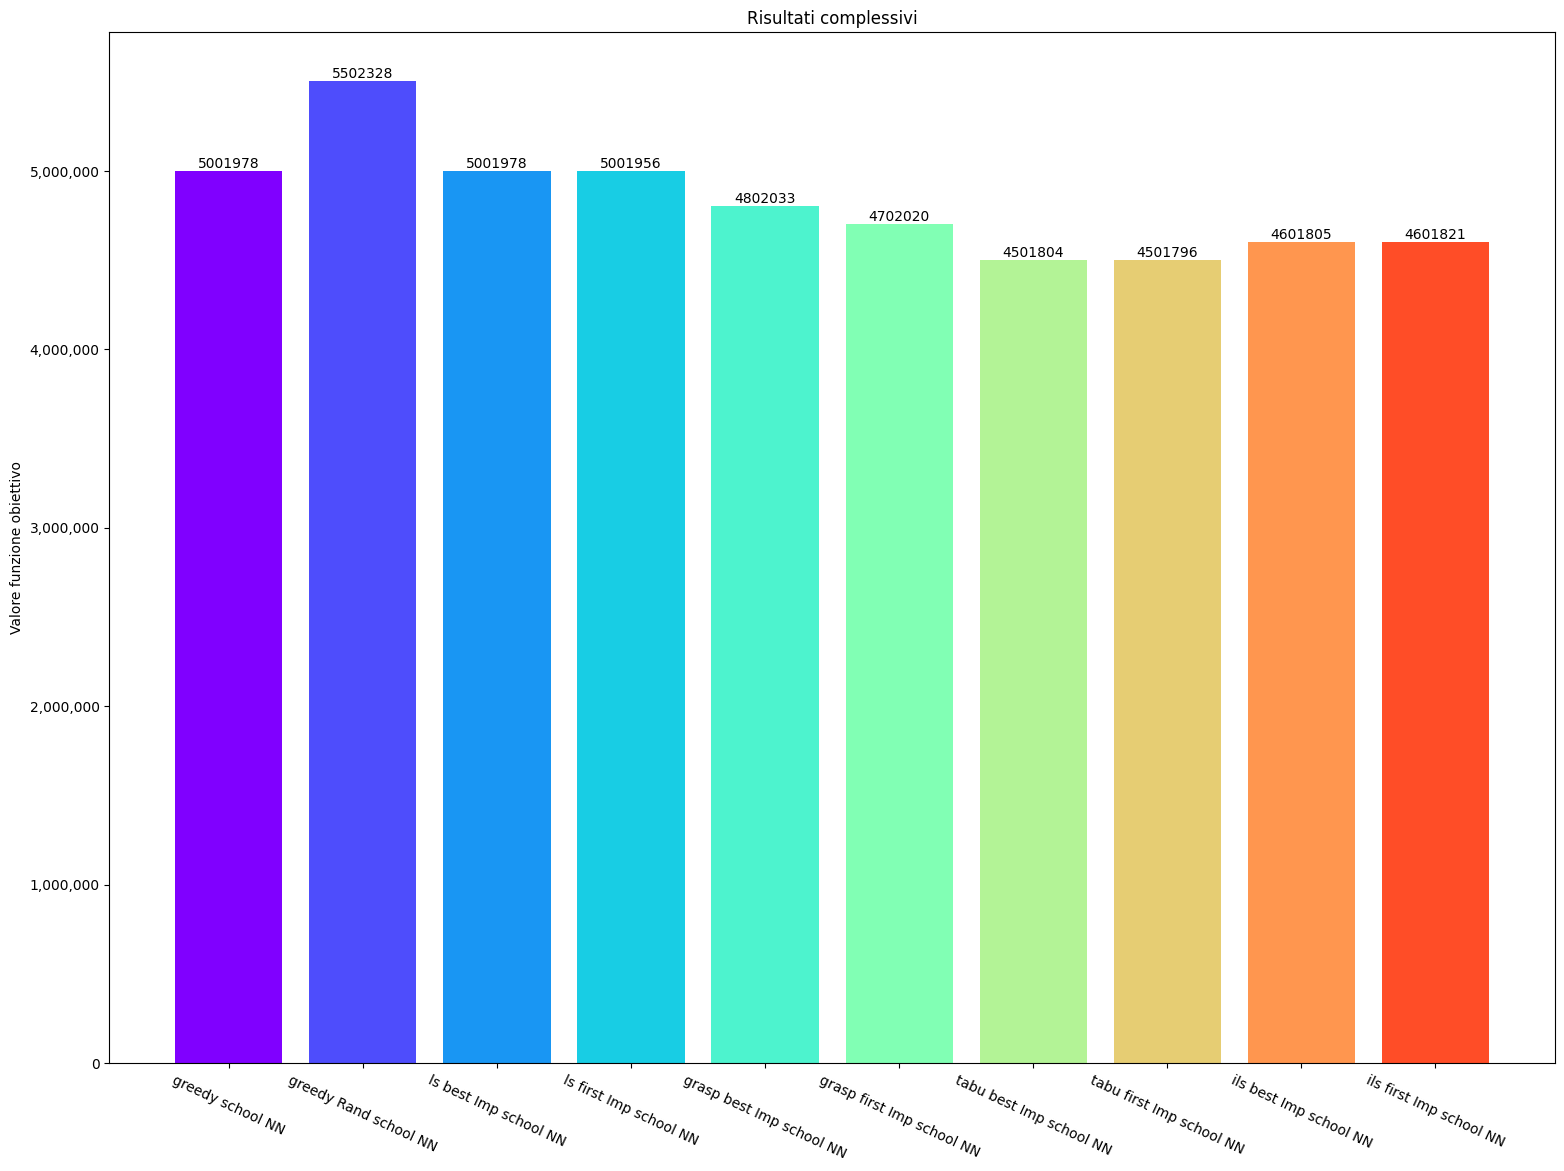 Risultati complessivi
Valore funzione obiettivo
5,000,000
4,000,000
3,000,000
2,000,000
1,000,000
0
5001978
5502328
5001978
5001956
4802033
4702020
4501804
4501796
4601805
4601821
greedy school NN
greedy Rand school NN
ls best Imp school NN
ls first Imp school NN
grasp best Imp school NN
grasp first Imp school NN
tabu best Imp school NN
tabu first Imp school NN
ils best Imp school NN
ils first Imp school NN